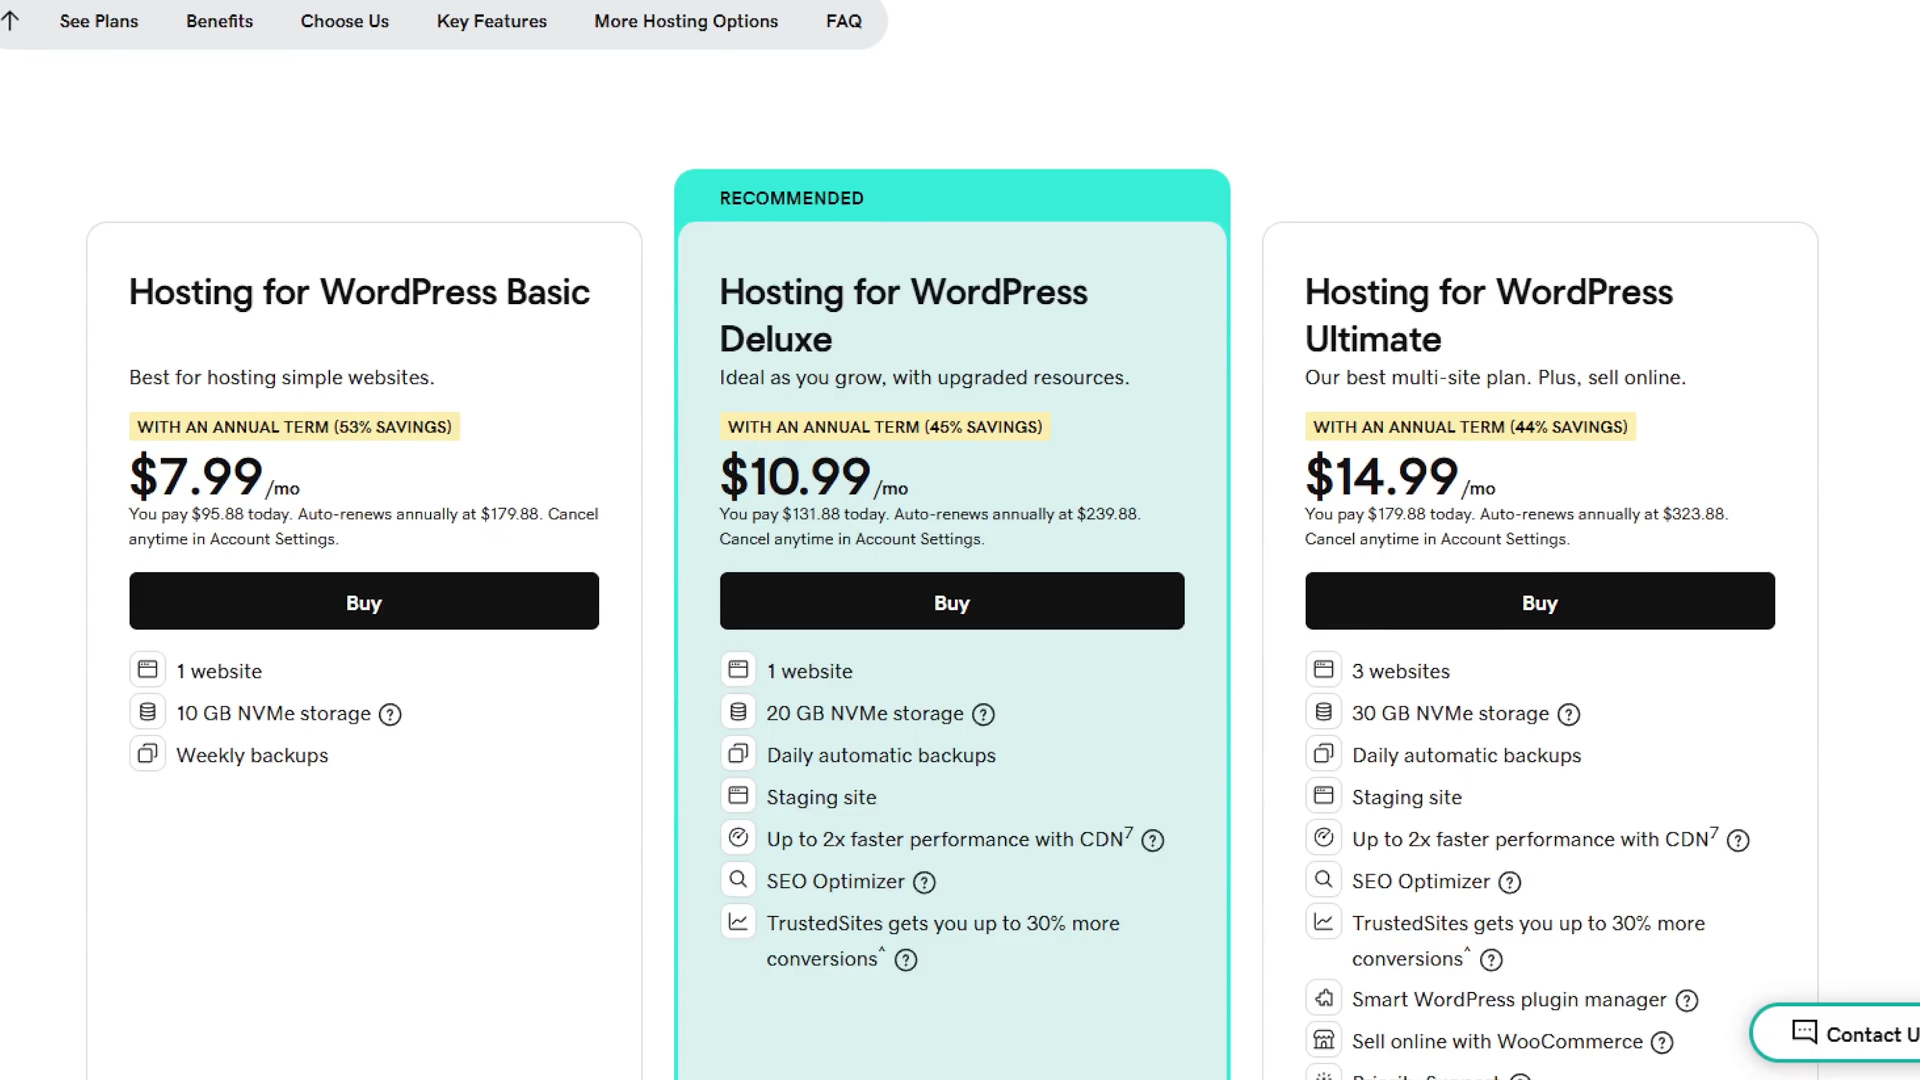 See Plans Benefits Choose Us Key Features More Hosting Options FAQ
RECOMMENDED
Hosting for WordPress Basic
Best for hosting simple websites.
WITH AN ANNUAL TERM (53% SAVINGS)
$7.99/mo
You pay $95.88 today. Auto-renews annually at $179.88. Cancel
anytime in Account Settings.
Buy
1 website
10 GB NVMe storage
Weekly backups
Hosting for WordPress
Deluxe
Ideal as you grow, with upgraded resources.
WITH AN ANNUAL TERM (45% SAVINGS)
$10.99/mo
You pay $131.88 today. Auto-renews annually at $239.88.
Cancel anytime in Account Settings.
Buy
1 website
20 GB NVMe storage
Daily automatic backups
Staging site
Up to 2x faster performance with CDN7
SEO Optimizer
TrustedSites gets you up to 30% more
conversions^
Hosting for WordPress
Ultimate
Our best multi-site plan. Plus, sell online.
WITH AN ANNUAL TERM (44% SAVINGS)
$14.99/mo
You pay $179.88 today. Auto-renews annually at $323.88.
Cancel anytime in Account Settings.
Buy
3 websites
30 GB NVMe storage
Daily automatic backups
Staging site
Up to 2x faster performance with CDN7
SEO Optimizer
TrustedSites gets you up to 30% more
conversions^
Smart WordPress plugin manager
Sell online with WooCommerce
Contact U